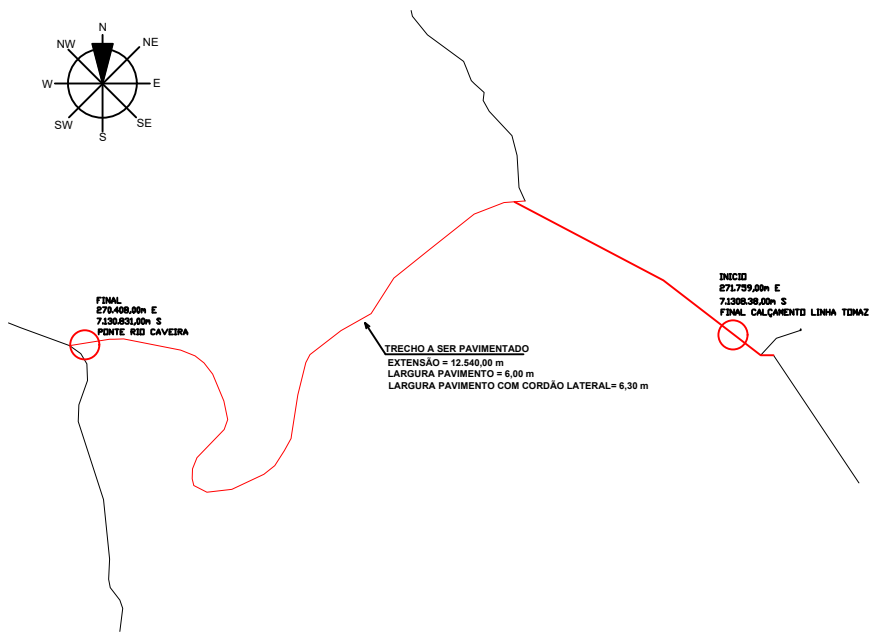 N
NW
NE
W
E
SW
SE
S
INICIO
271.759,00m E
7.1308.38,00m S
FINAL CALÇAMENTO LINHA TOMAZ
FINAL
270.408,00m E
7.130.831,00m S
PONTE RIO CAVEIRA
TRECHO A SER PAVIMENTADO
EXTENSÃO = 12.540,00 m
LARGURA PAVIMENTO = 6,00 m
LARGURA PAVIMENTO COM CORDÃO LATERAL= 6,30 m